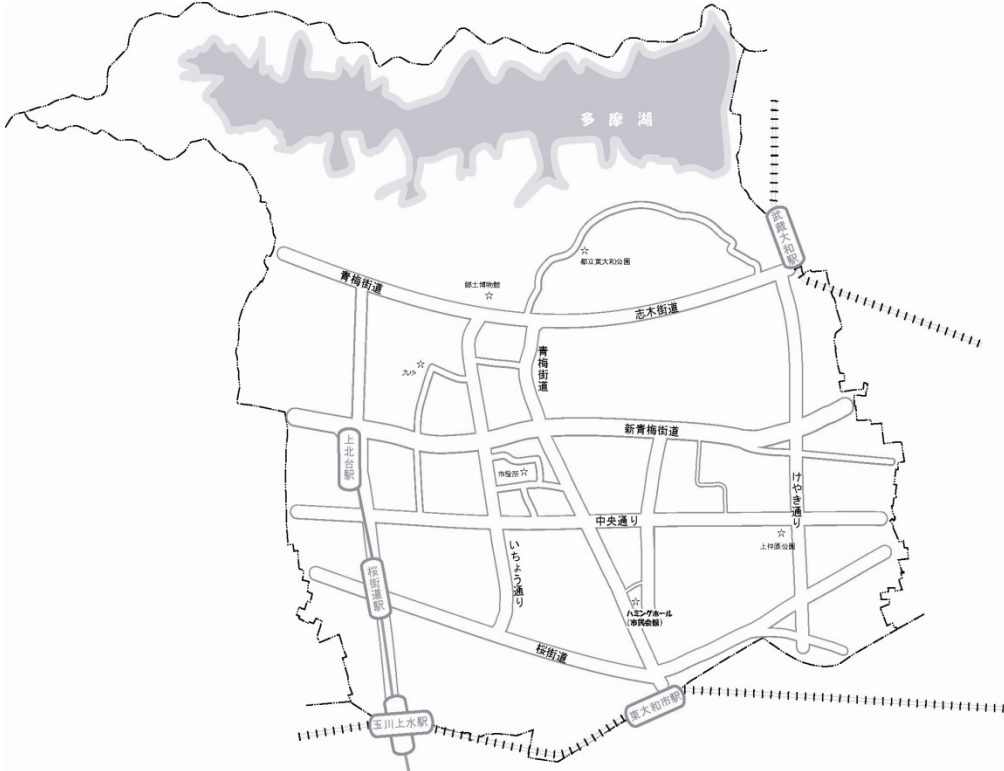 多摩湖
武蔵大和駅
都立東大和公園
郷土博物館
青梅街道
志木街道
青梅街道
九小
新青梅街道
上北台駅
市役所
けやき通り
中央通り
上仲原公園
いちょう通り
桜街道駅
ハミングホール
(市民会館)
桜街道
東大和市駅
玉川上水駅